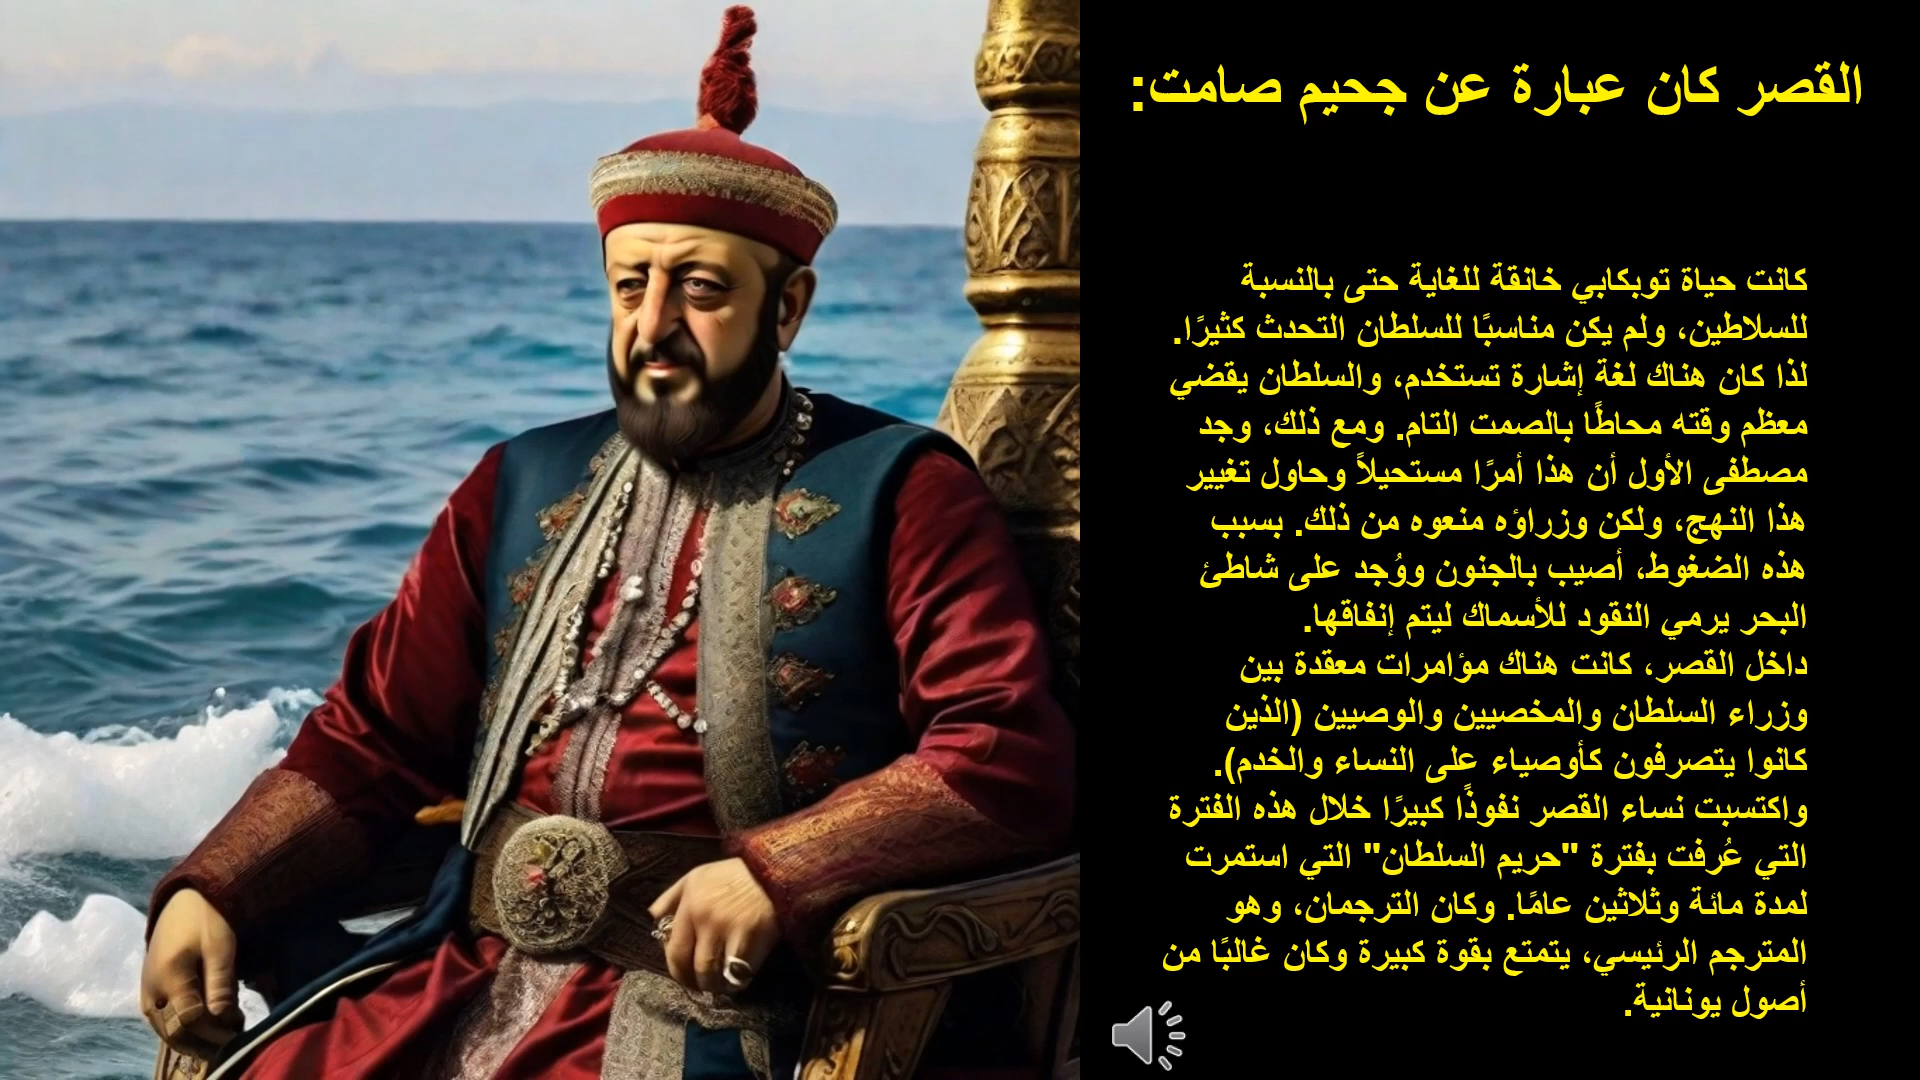 القصر كان عبارة عن جحيم صامت:
كانت حياة توبكابي خانقة للغاية حتى بالنسبة
للسلاطين، ولم يكن مناسبًا للسلطان التحدث كثيرًا.
لذا كان هناك لغة إشارة تستخدم، والسلطان يقضي
معظم وقته محاطًا بالصمت التام. ومع ذلك، وجد
مصطفى الأول أن هذا أمرًا مستحيلاً وحاول تغيير
هذا النهج، ولكن وزراؤه منعوه من ذلك. بسبب
هذه الضغوط، أصيب بالجنون ووُجد على شاطئ
البحر يرمي النقود للأسماك ليتم إنفاقها.
داخل القصر، كانت هناك مؤامرات معقدة بين
وزراء السلطان والمخصيين والوصيين (الذين
كانوا يتصرفون كأوصياء على النساء والخدم).
واكتسبت نساء القصر نفوذًا كبيرًا خلال هذه الفترة
التي عُرفت بفترة "حريم السلطان" التي استمرت
لمدة مائة وثلاثين عامًا. وكان الترجمان، وهو
المترجم الرئيسي، يتمتع بقوة كبيرة وكان غالبًا من
أصول يونانية.